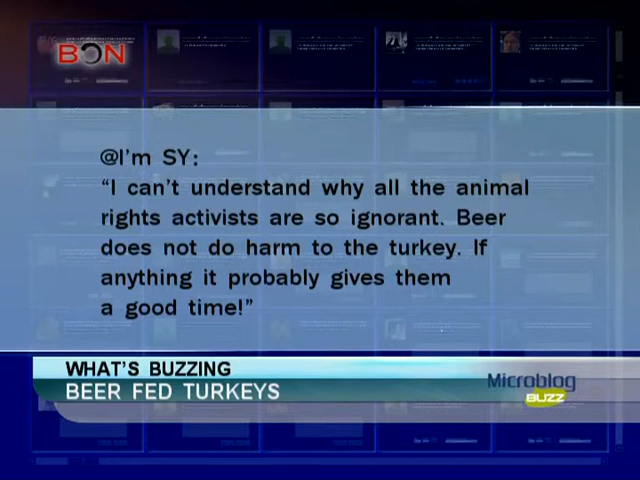 BON
@I'm SY:
"I can't understand why all the animal
rights activists are so ignorant. Beer
does not do harm to the turkey. If
anything it probably gives them
a good time!"
WHAT'S BUZZING
BEER FED TURKEYS
Microblog
BUZZ